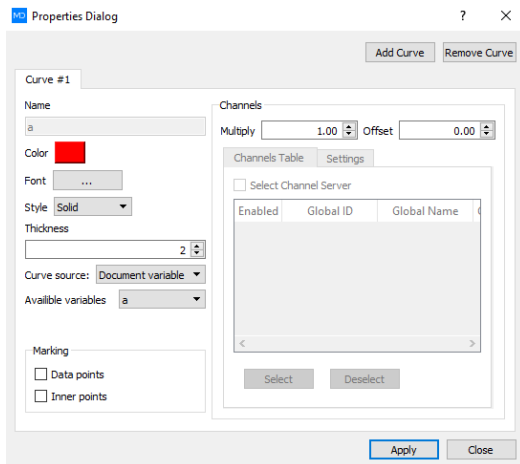 MD Properties Dialog ? ×
Add Curve Remove Curve
Curve #1
Name
a
Color
Font ...
Style Solid
Thickness
2
Curve source: Document variable
Availible variables a
Marking
Data points
Inner points
Channels
Multiply 1.00 Offset 0.00
Channels Table Settings
Select Channel Server
Enabled Global ID Global Name
Select Deselect
Apply Close